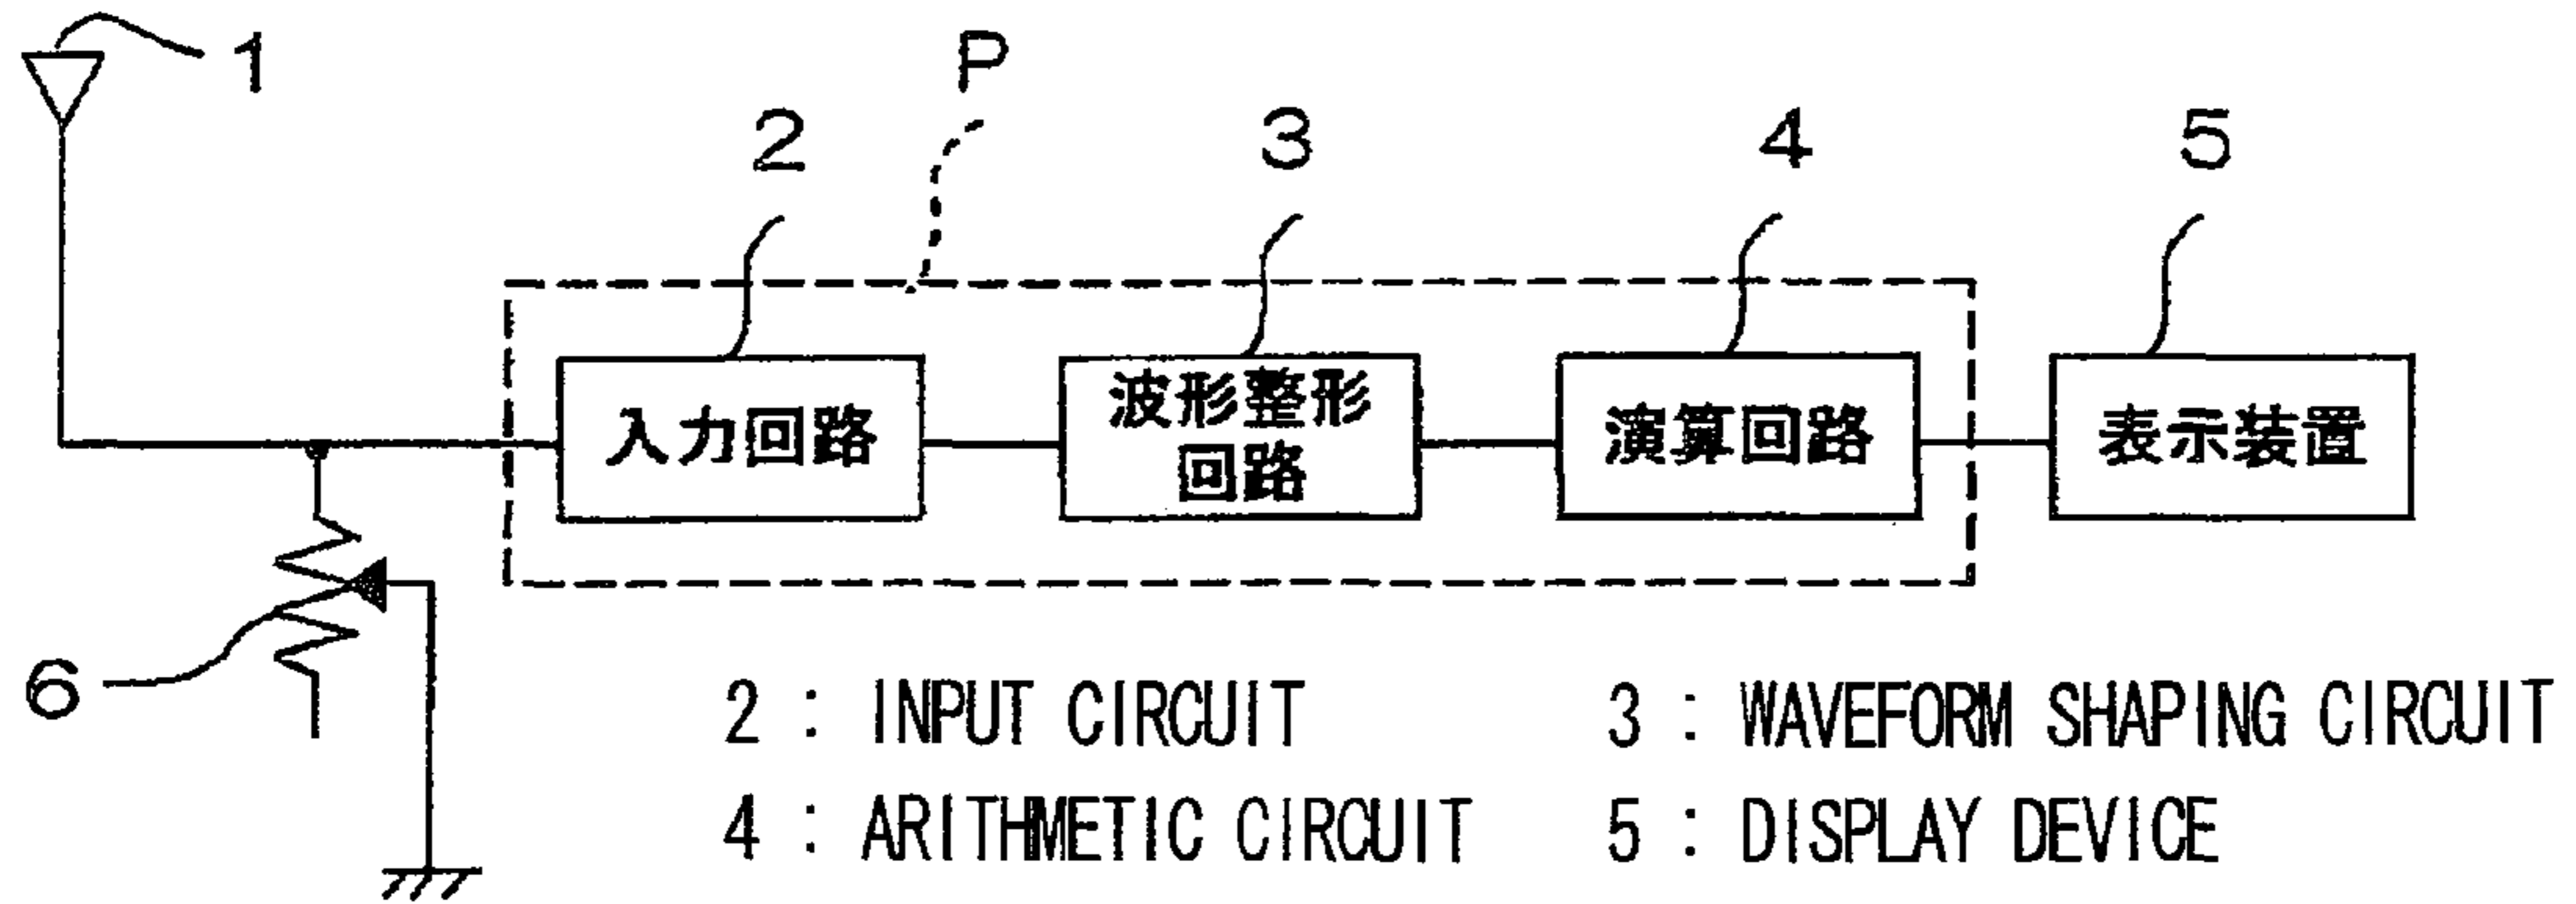 1
P
2
3
4
5
入力回路
波形整形
回路
演算回路
表示装置
6
2 : INPUT CIRCUIT
3 : WAVEFORM SHAPING CIRCUIT
4 : ARITHMETIC CIRCUIT
5 : DISPLAY DEVICE